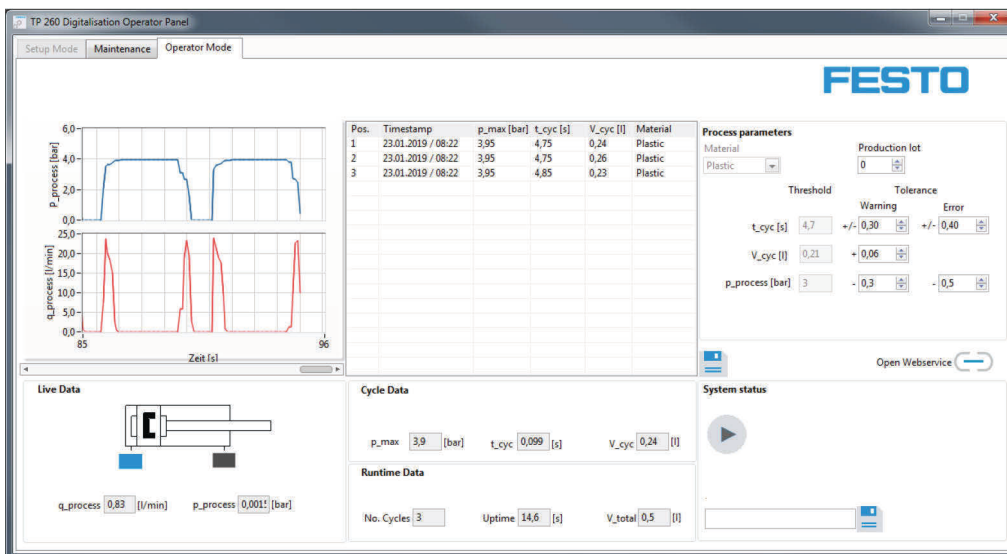 TP 260 Digitalisation Operator Panel
Setup Mode Maintenance Operator Mode
FESTO
6,0
4,0
2,0
0,0
P_process [bar]
25,0
20,0
15,0
10,0
5,0
0,0
q_process [l/min]
85 96
Zeit [s]
Pos. Timestamp p_max [bar] t_cyc [s] V_cyc [l] Material
1 23.01.2019 / 08:22 3,95 4,75 0,24 Plastic
2 23.01.2019 / 08:22 3,95 4,75 0,26 Plastic
3 23.01.2019 / 08:22 3,95 4,85 0,23 Plastic
Process parameters
Material Production lot
Plastic 0
Threshold Tolerance
Warning Error
t_cyc [s] 4,7 +/- 0,30 +/- 0,40
V_cyc [l] 0,21 + 0,06
p_process [bar] 3 - 0,3 - 0,5
Open Webservice
Live Data
q_process 0,83 [l/min] p_process 0,0015 [bar]
Cycle Data
p_max 3,9 [bar] t_cyc 0,099 [s] V_cyc 0,24 [l]
Runtime Data
No. Cycles 3 Uptime 14,6 [s] V_total 0,5 [l]
System status